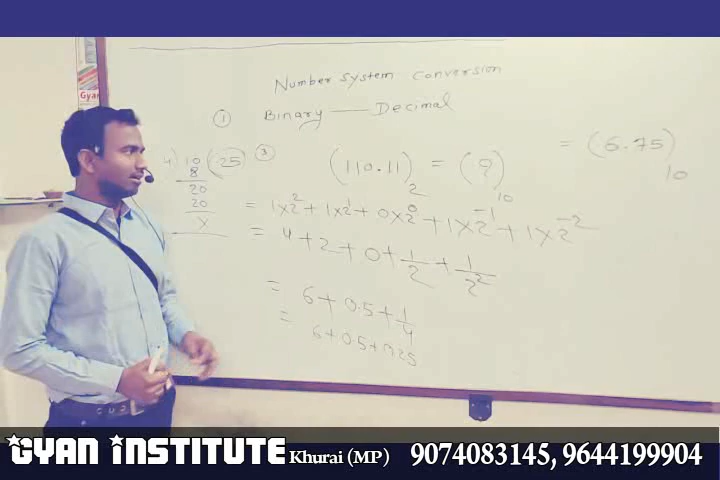 Gyan
Number System Conversion
① Binary — Decimal
4) 10 (25
8
20
20
x
③ (110.11)₂ = (?)₁₀
= (6.75)₁₀
= 1×2² + 1×2¹ + 0×2⁰ + 1×2⁻¹ + 1×2⁻²
= 4 + 2 + 0 + 1/2 + 1/2²
= 6 + 0.5 + 1/4
= 6 + 0.5 + .25
GYAN INSTITUTE Khurai (MP) 9074083145, 9644199904